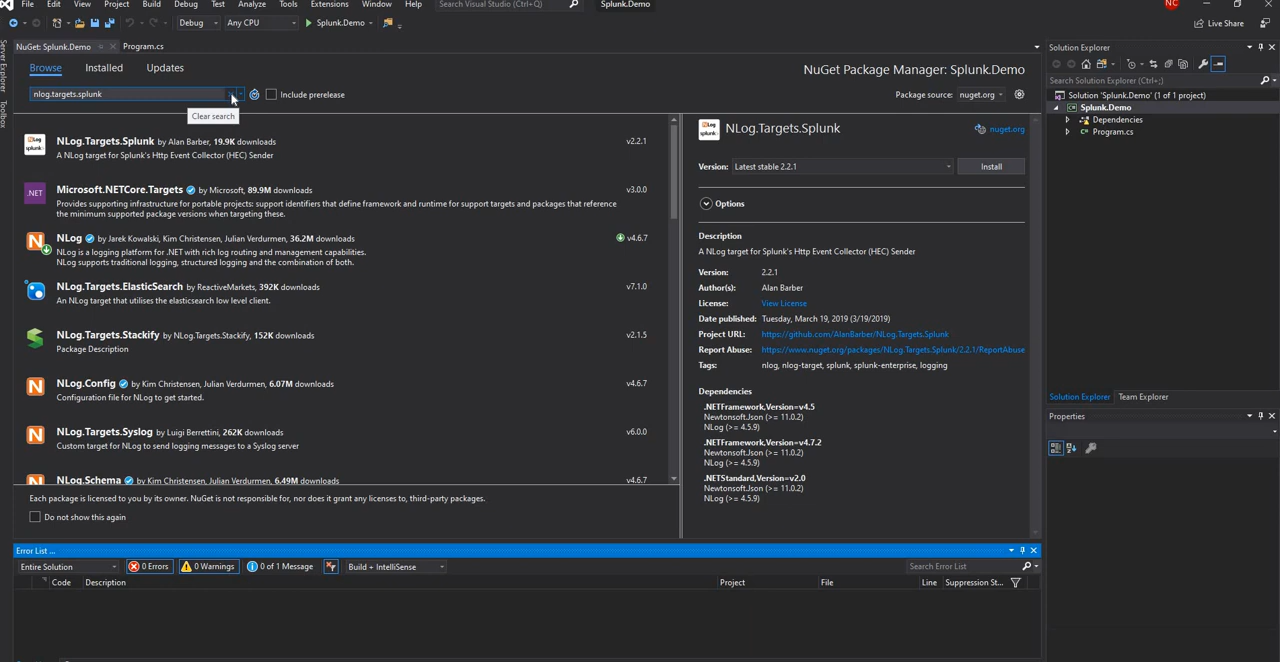 File Edit View Project Build Debug Test Analyze Tools Extensions Window Help Search Visual Studio (Ctrl+;) Splunk.Demo NC
Debug Any CPU Splunk.Demo Live Share
Server Explorer
Toolbox
NuGet: Splunk.Demo Program.cs
Browse Installed Updates
NuGet Package Manager: Splunk.Demo
nlog.targets.splunk Include prerelease Package source: nuget.org
Clear search
NLog.Targets.Splunk by Alan Barber, 19.9K downloads v2.2.1
A NLog target for Splunk's Http Event Collector (HEC) Sender
.NET Microsoft.NETCore.Targets by Microsoft, 89.9M downloads v3.0.0
Provides supporting infrastructure for portable projects: support identifiers that define framework and runtime for support targets and packages that reference
the minimum supported package versions when targeting these.
NLog by Jarek Kowalski, Kim Christensen, Julian Verdurmen, 36.2M downloads v4.6.7
NLog is a logging platform for .NET with rich log routing and management capabilities.
NLog supports traditional logging, structured logging and the combination of both.
NLog.Targets.ElasticSearch by ReactiveMarkets, 392K downloads v7.1.0
An NLog target that utilises the elasticsearch low level client.
NLog.Targets.Stackify by NLog.Targets.Stackify, 152K downloads v2.1.5
Package Description
NLog.Config by Kim Christensen, Julian Verdurmen, 6.07M downloads v4.6.7
Configuration file for NLog to get started.
NLog.Targets.Syslog by Luigi Berrettini, 262K downloads v6.0.0
Custom target for NLog to send logging messages to a Syslog server
NLog.Schema by Kim Christensen, Julian Verdurmen, 6.49M downloads v4.6.7
Each package is licensed to you by its owner. NuGet is not responsible for, nor does it grant any licenses to, third-party packages.
Do not show this again
NLog splunk> NLog.Targets.Splunk nuget.org
Version: Latest stable 2.2.1 Install
Options
Description
A NLog target for Splunk's Http Event Collector (HEC) Sender
Version: 2.2.1
Author(s): Alan Barber
License: View License
Date published: Tuesday, March 19, 2019 (3/19/2019)
Project URL: https://github.com/AlanBarber/NLog.Targets.Splunk
Report Abuse: https://www.nuget.org/packages/NLog.Targets.Splunk/2.2.1/ReportAbuse
Tags: nlog, nlog-target, splunk, splunk-enterprise, logging
Dependencies
.NETFramework,Version=v4.5
Newtonsoft.Json (>= 11.0.2)
NLog (>= 4.5.9)
.NETFramework,Version=v4.7.2
Newtonsoft.Json (>= 11.0.2)
NLog (>= 4.5.9)
.NETStandard,Version=v2.0
Newtonsoft.Json (>= 11.0.2)
NLog (>= 4.5.9)
Solution Explorer
Search Solution Explorer (Ctrl+;)
Solution 'Splunk.Demo' (1 of 1 project)
Splunk.Demo
Dependencies
Program.cs
Solution Explorer Team Explorer
Properties
Error List ...
Entire Solution 0 Errors 0 Warnings 0 of 1 Message Build + IntelliSense Search Error List
Code Description Project File Line Suppression St...